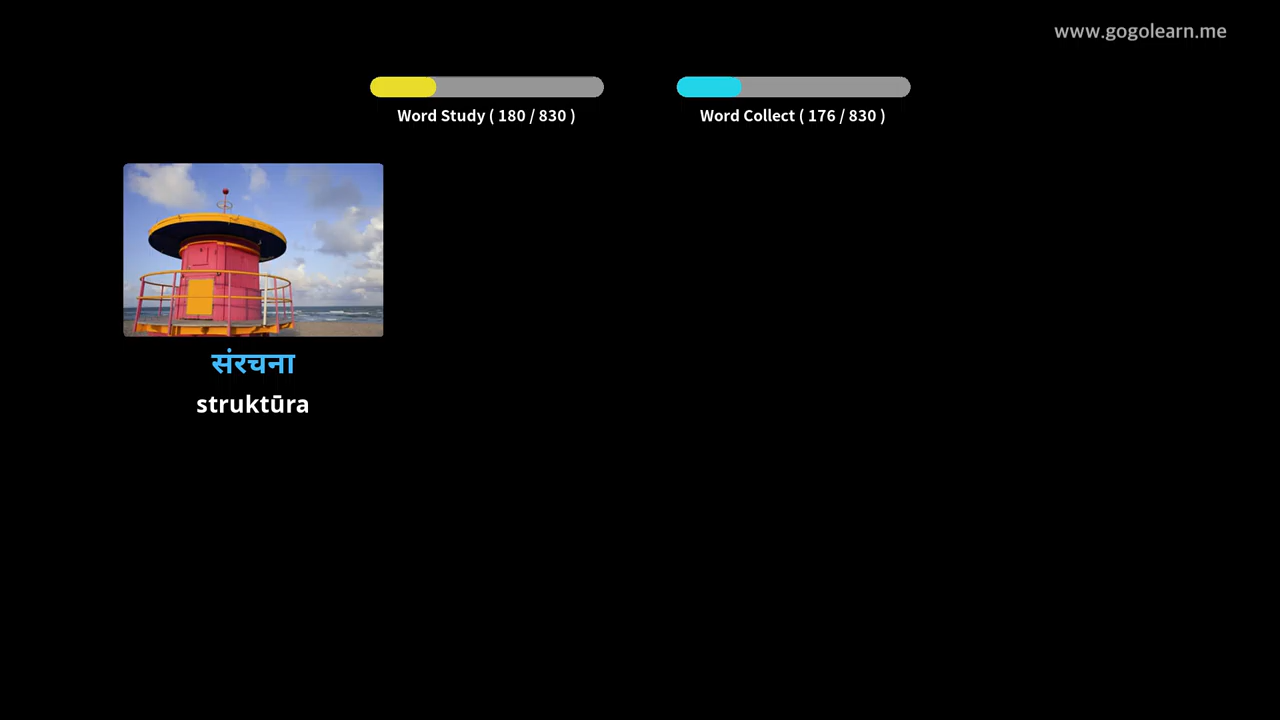 www.gogolearn.me
Word Study ( 180 / 830 )
Word Collect ( 176 / 830 )
संरचना
struktūra